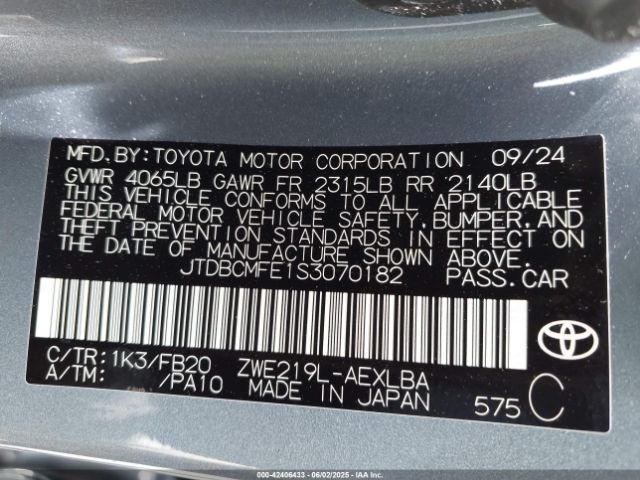 MFD.BY:TOYOTA MOTOR CORPORATION 09/24
GVWR 4065LB GAWR FR 2315LB RR 2140LB
THIS VEHICLE CONFORMS TO ALL APPLICABLE
FEDERAL MOTOR VEHICLE SAFETY,BUMPER,AND
THEFT PREVENTION STANDARDS IN EFFECT ON
THE DATE OF MANUFACTURE SHOWN ABOVE.
JTDBCMFE1S3070182 PASS.CAR
C/TR:1K3/FB20 ZWE219L-AEXLBA
A/TM: /PA10 MADE IN JAPAN 575 C
000-42406433 - 06/02/2025 - IAA Inc.